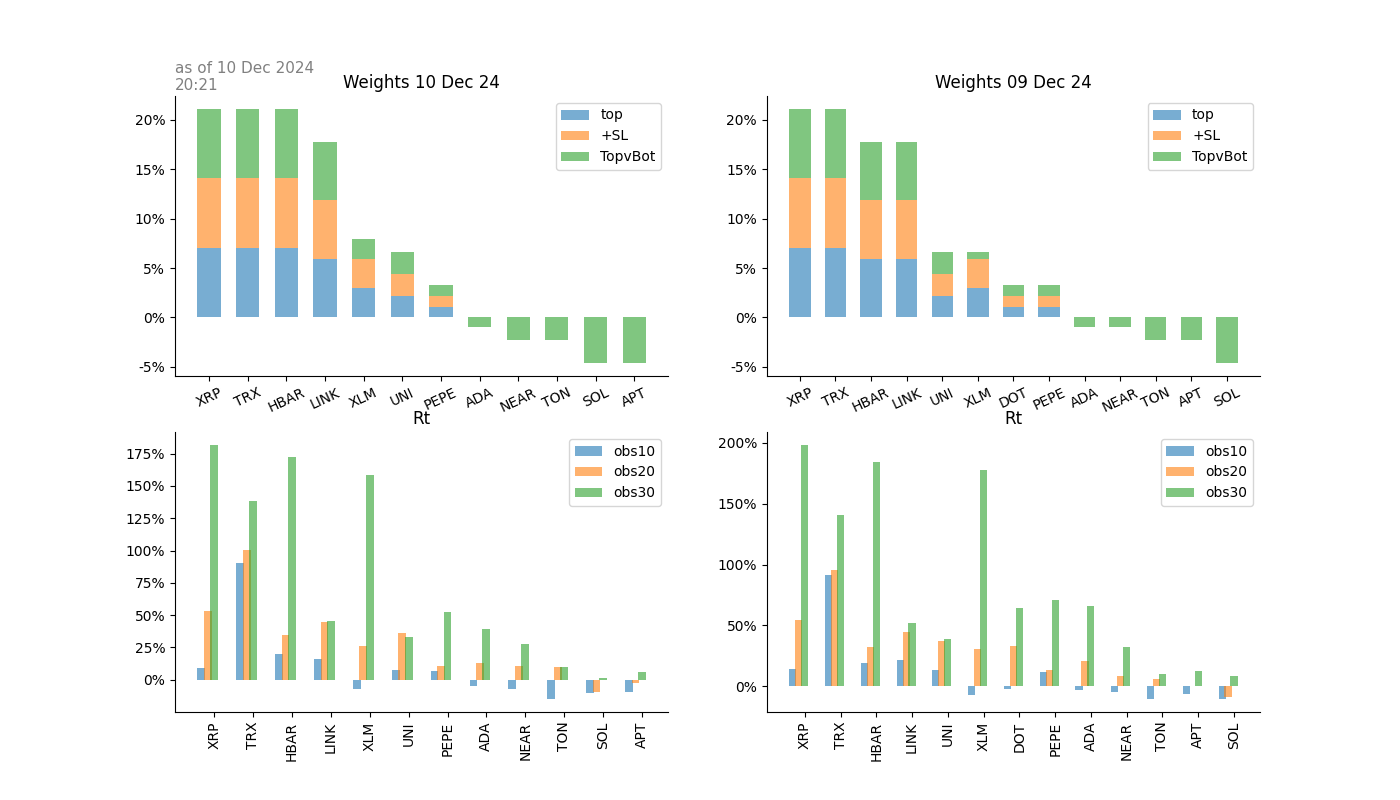 as of 10 Dec 2024
20:21
Weights 10 Dec 24
20%
15%
10%
5%
0%
-5%
top
+SL
TopvBot
XRP TRX HBAR LINK XLM UNI PEPE ADA NEAR TON SOL APT
Weights 09 Dec 24
20%
15%
10%
5%
0%
-5%
top
+SL
TopvBot
XRP TRX HBAR LINK UNI XLM DOT PEPE ADA NEAR TON APT SOL
Rt
175%
150%
125%
100%
75%
50%
25%
0%
obs10
obs20
obs30
XRP TRX HBAR LINK XLM UNI PEPE ADA NEAR TON SOL APT
Rt
200%
150%
100%
50%
0%
obs10
obs20
obs30
XRP TRX HBAR LINK UNI XLM DOT PEPE ADA NEAR TON APT SOL